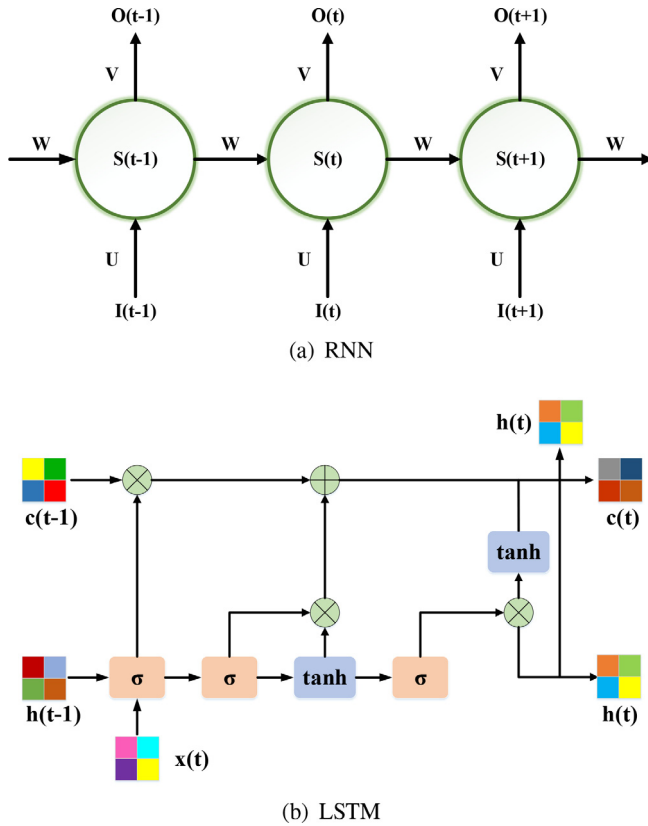 O(t-1) O(t) O(t+1)
V V V
W S(t-1) W S(t) W S(t+1) W
U U U
I(t-1) I(t) I(t+1)
(a) RNN
h(t)
c(t-1) c(t)
tanh
σ σ tanh σ
h(t-1) h(t)
x(t)
(b) LSTM